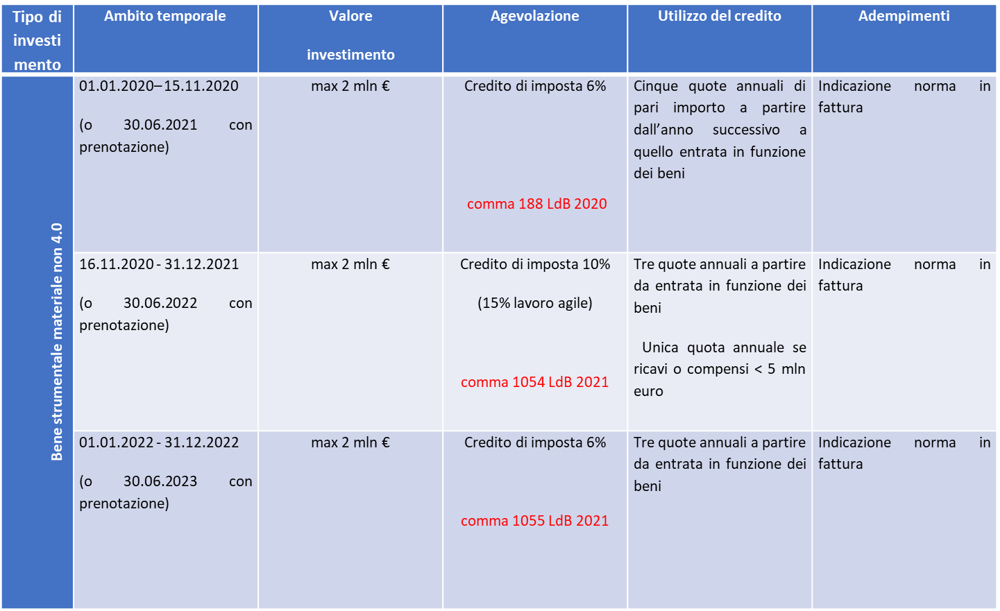 Tipo di
investi
mento
Ambito temporale
Valore
investimento
Agevolazione
Utilizzo del credito
Adempimenti
Bene strumentale materiale non 4.0
01.01.2020–15.11.2020
(o 30.06.2021 con
prenotazione)
max 2 mln €
Credito di imposta 6%
comma 188 LdB 2020
Cinque quote annuali di
pari importo a partire
dall’anno successivo a
quello entrata in funzione
dei beni
Indicazione norma in
fattura
16.11.2020 - 31.12.2021
(o 30.06.2022 con
prenotazione)
max 2 mln €
Credito di imposta 10%
(15% lavoro agile)
comma 1054 LdB 2021
Tre quote annuali a partire
da entrata in funzione dei
beni
Unica quota annuale se
ricavi o compensi < 5 mln
euro
Indicazione norma in
fattura
01.01.2022 - 31.12.2022
(o 30.06.2023 con
prenotazione)
max 2 mln €
Credito di imposta 6%
comma 1055 LdB 2021
Tre quote annuali a partire
da entrata in funzione dei
beni
Indicazione norma in
fattura